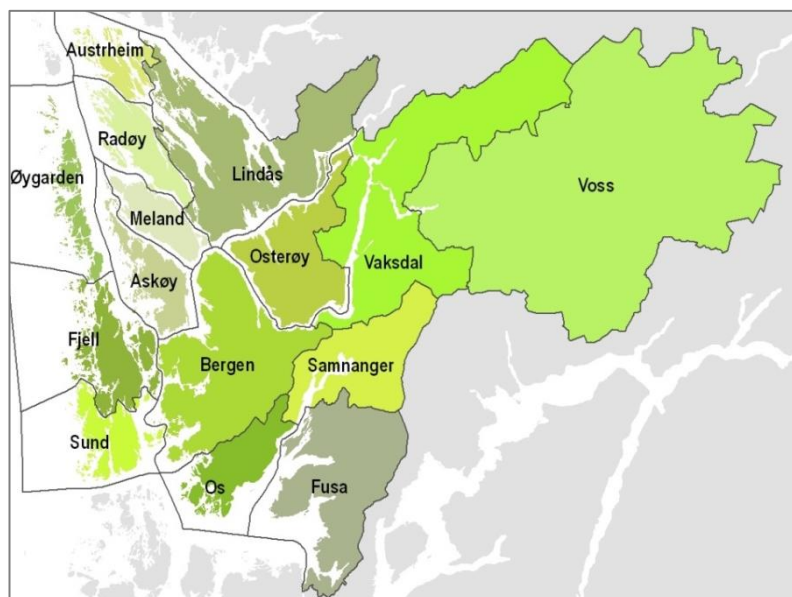 Austrheim
Radøy
Øygarden
Lindås
Voss
Meland
Osterøy
Vaksdal
Askøy
Fjell
Bergen
Samnanger
Sund
Os
Fusa